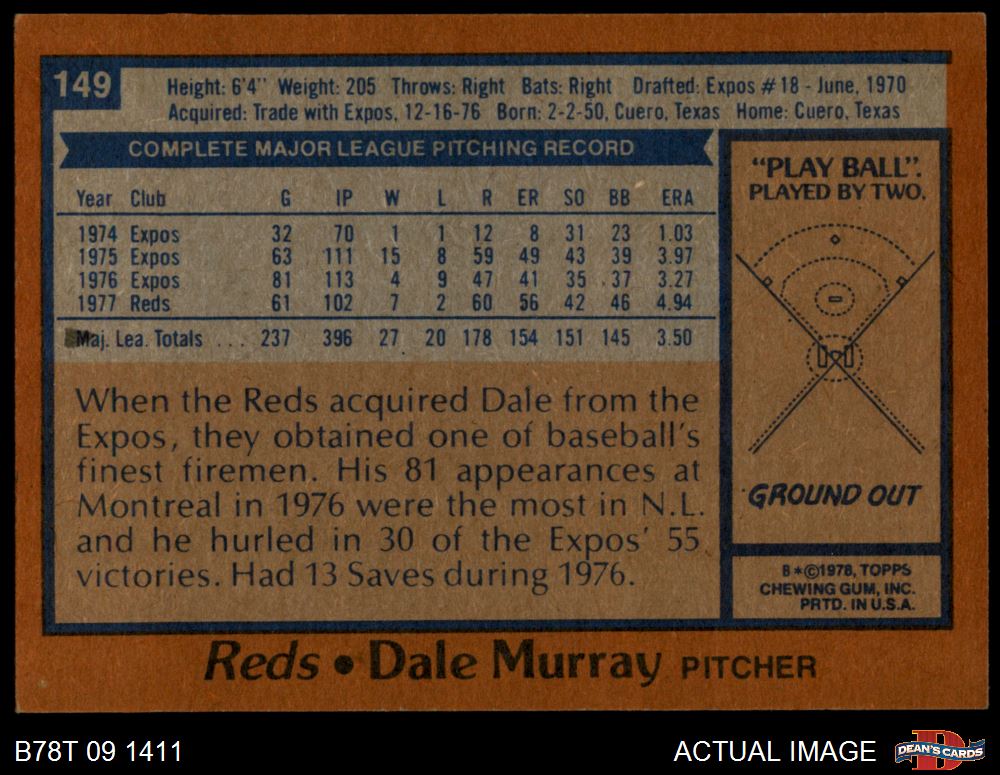 149
Height: 6'4" Weight: 205 Throws: Right Bats: Right Drafted: Expos #18 - June, 1970
Acquired: Trade with Expos, 12-16-76 Born: 2-2-50, Cuero, Texas Home: Cuero, Texas
COMPLETE MAJOR LEAGUE PITCHING RECORD
Year Club G IP W L R ER SO BB ERA
1974 Expos 32 70 1 1 12 8 31 23 1.03
1975 Expos 63 111 15 8 59 49 43 39 3.97
1976 Expos 81 113 4 9 47 41 35 37 3.27
1977 Reds 61 102 7 2 60 56 42 46 4.94
Maj. Lea. Totals ... 237 396 27 20 178 154 151 145 3.50
When the Reds acquired Dale from the
Expos, they obtained one of baseball's
finest firemen. His 81 appearances at
Montreal in 1976 were the most in N.L.
and he hurled in 30 of the Expos' 55
victories. Had 13 Saves during 1976.
"PLAY BALL".
PLAYED BY TWO.
GROUND OUT
B*©1978, TOPPS
CHEWING GUM, INC.
PRTD. IN U.S.A.
Reds • Dale Murray PITCHER
B78T 09 1411
ACTUAL IMAGE
DEAN'S CARDS